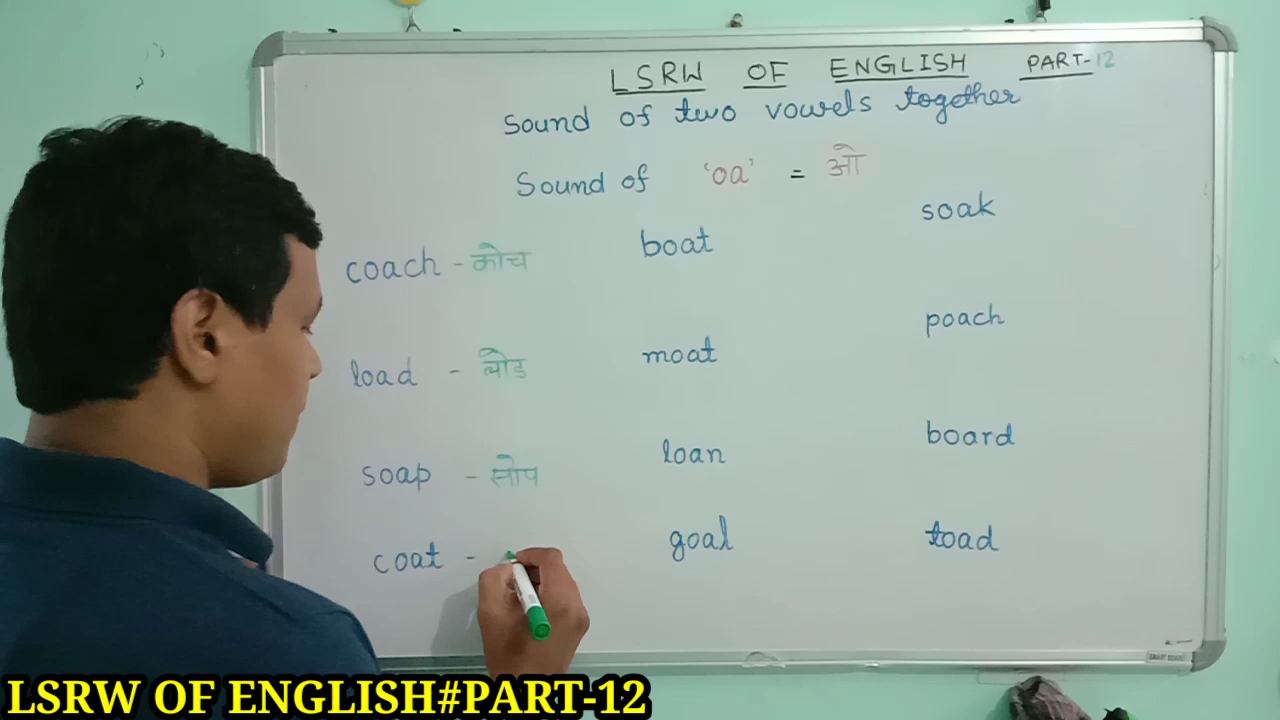 LSRW OF ENGLISH PART-12
Sound of two vowels together
Sound of 'oa' = ओ
coach - कोच boat soak
load - लोड moat poach
soap - सोप loan board
coat - goal toad
LSRW OF ENGLISH#PART-12